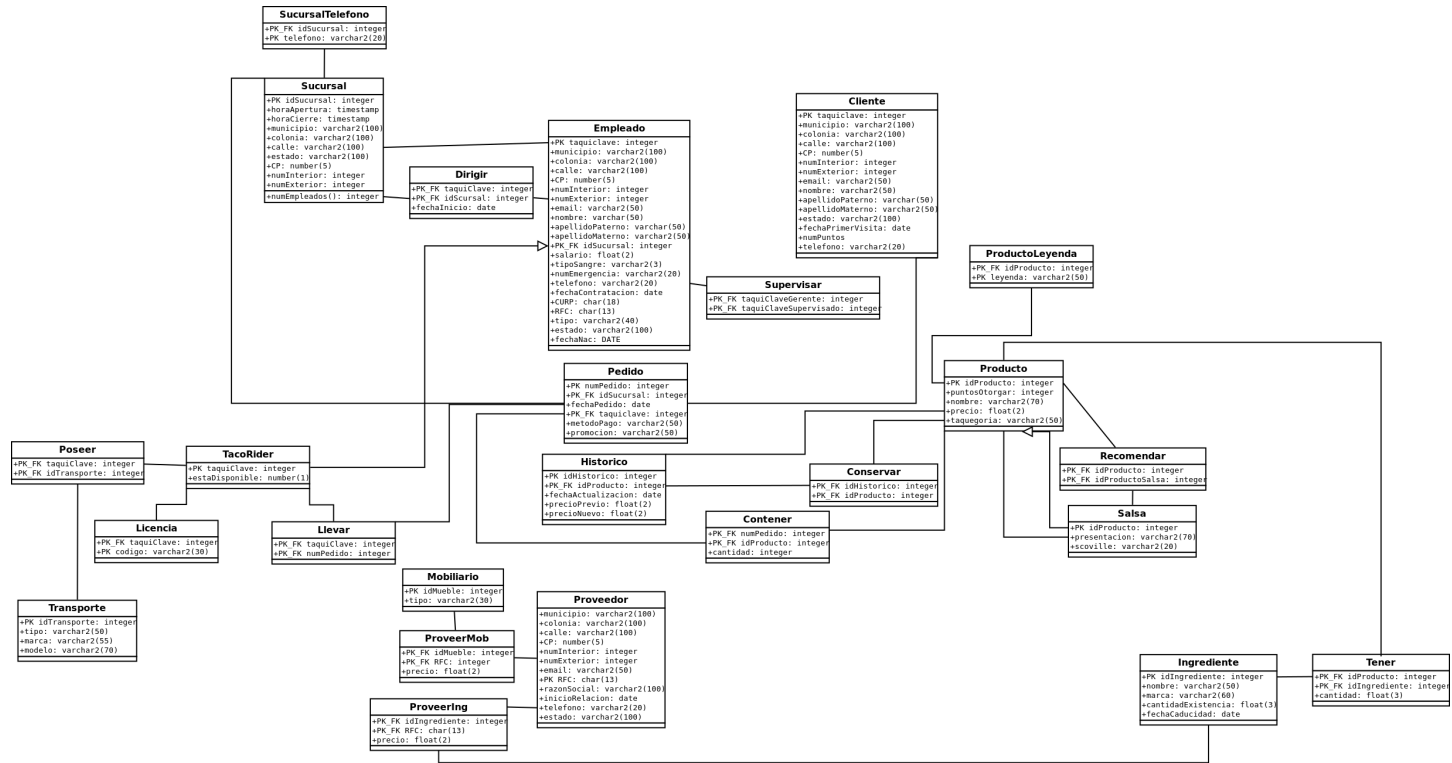 SucursalTelefono
+PK_FK idSucursal: integer
+PK telefono: varchar2(20)
Sucursal
+PK idSucursal: integer
+horaApertura: timestamp
+horaCierre: timestamp
+municipio: varchar2(100)
+colonia: varchar2(100)
+calle: varchar2(100)
+estado: varchar2(100)
+CP: number(5)
+numInterior: integer
+numExterior: integer
+numEmpleados(): integer
Dirigir
+PK_FK taquiClave: integer
+PK_FK idScursal: integer
+fechaInicio: date
Empleado
+PK taquiclave: integer
+municipio: varchar2(100)
+colonia: varchar2(100)
+calle: varchar2(100)
+CP: number(5)
+numInterior: integer
+numExterior: integer
+email: varchar2(50)
+nombre: varchar(50)
+apellidoPaterno: varchar(50)
+apellidoMaterno: varchar2(50)
+PK_FK idSucursal: integer
+salario: float(2)
+tipoSangre: varchar2(3)
+numEmergencia: varchar2(20)
+telefono: varchar2(20)
+fechaContratacion: date
+CURP: char(18)
+RFC: char(13)
+tipo: varchar2(40)
+estado: varchar2(100)
+fechaNac: DATE
Cliente
+PK taquiclave: integer
+municipio: varchar2(100)
+colonia: varchar2(100)
+calle: varchar2(100)
+CP: number(5)
+numInterior: integer
+numExterior: integer
+email: varchar2(50)
+nombre: varchar2(50)
+apellidoPaterno: varchar(50)
+apellidoMaterno: varchar2(50)
+estado: varchar2(100)
+fechaPrimerVisita: date
+numPuntos
+telefono: varchar2(20)
Supervisar
+PK_FK taquiClaveGerente: integer
+PK_FK taquiClaveSupervisado: integer
ProductoLeyenda
+PK_FK idProducto: integer
+PK leyenda: varchar2(50)
Pedido
+PK numPedido: integer
+PK_FK idSucursal: integer
+fechaPedido: date
+PK_FK taquiclave: integer
+metodoPago: varchar2(50)
+promocion: varchar2(50)
Producto
+PK idProducto: integer
+puntosOtorgar: integer
+nombre: varchar2(70)
+precio: float(2)
+taquegoria: varchar2(50)
Poseer
+PK_FK taquiClave: integer
+PK_FK idTransporte: integer
TacoRider
+PK taquiClave: integer
+estaDisponible: number(1)
Historico
+PK idHistorico: integer
+PK_FK idProducto: integer
+fechaActualizacion: date
+precioPrevio: float(2)
+precioNuevo: float(2)
Conservar
+PK_FK idHistorico: integer
+PK_FK idProducto: integer
Recomendar
+PK_FK idProducto: integer
+PK_FK idProductoSalsa: integer
Licencia
+PK_FK taquiClave: integer
+PK codigo: varchar2(30)
Llevar
+PK_FK taquiClave: integer
+PK_FK numPedido: integer
Contener
+PK_FK numPedido: integer
+PK_FK idProducto: integer
+cantidad: integer
Salsa
+PK idProducto: integer
+presentacion: varchar2(70)
+scoville: varchar2(20)
Transporte
+PK idTransporte: integer
+tipo: varchar2(50)
+marca: varchar2(55)
+modelo: varchar2(70)
Mobiliario
+PK idMueble: integer
+tipo: varchar2(30)
ProveerMob
+PK_FK idMueble: integer
+PK_FK RFC: integer
+precio: float(2)
Proveedor
+municipio: varchar2(100)
+colonia: varchar2(100)
+calle: varchar2(100)
+CP: number(5)
+numInterior: integer
+numExterior: integer
+email: varchar2(50)
+PK RFC: char(13)
+razonSocial: varchar2(100)
+inicioRelacion: date
+telefono: varchar2(20)
+estado: varchar2(100)
ProveerIng
+PK_FK idIngrediente: integer
+PK_FK RFC: char(13)
+precio: float(2)
Ingrediente
+PK idIngrediente: integer
+nombre: varchar2(50)
+marca: varchar2(60)
+cantidadExistencia: float(3)
+fechaCaducidad: date
Tener
+PK_FK idProducto: integer
+PK_FK idIngrediente: integer
+cantidad: float(3)